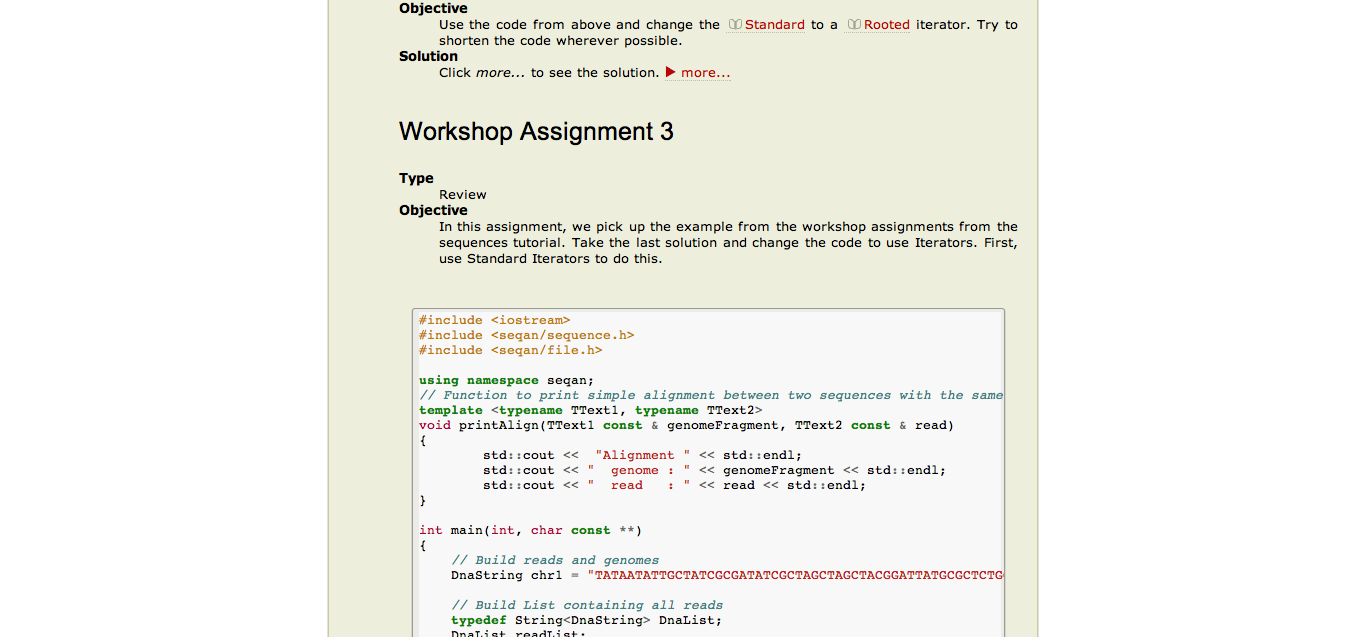 Objective
Use the code from above and change the Standard to a Rooted iterator. Try to
shorten the code wherever possible.
Solution
Click more... to see the solution. ▶ more...
Workshop Assignment 3
Type
Review
Objective
In this assignment, we pick up the example from the workshop assignments from the
sequences tutorial. Take the last solution and change the code to use Iterators. First,
use Standard Iterators to do this.
#include <iostream>
#include <seqan/sequence.h>
#include <seqan/file.h>
using namespace seqan;
// Function to print simple alignment between two sequences with the same
template <typename TText1, typename TText2>
void printAlign(TText1 const & genomeFragment, TText2 const & read)
{
        std::cout <<  "Alignment " << std::endl;
        std::cout << "  genome : " << genomeFragment << std::endl;
        std::cout << "  read   : " << read << std::endl;
}
int main(int, char const **)
{
    // Build reads and genomes
    DnaString chr1 = "TATAATATTGCTATCGCGATATCGCTAGCTAGCTACGGATTATGCGCTCTG
    // Build List containing all reads
    typedef String<DnaString> DnaList;
    DnaList readList;